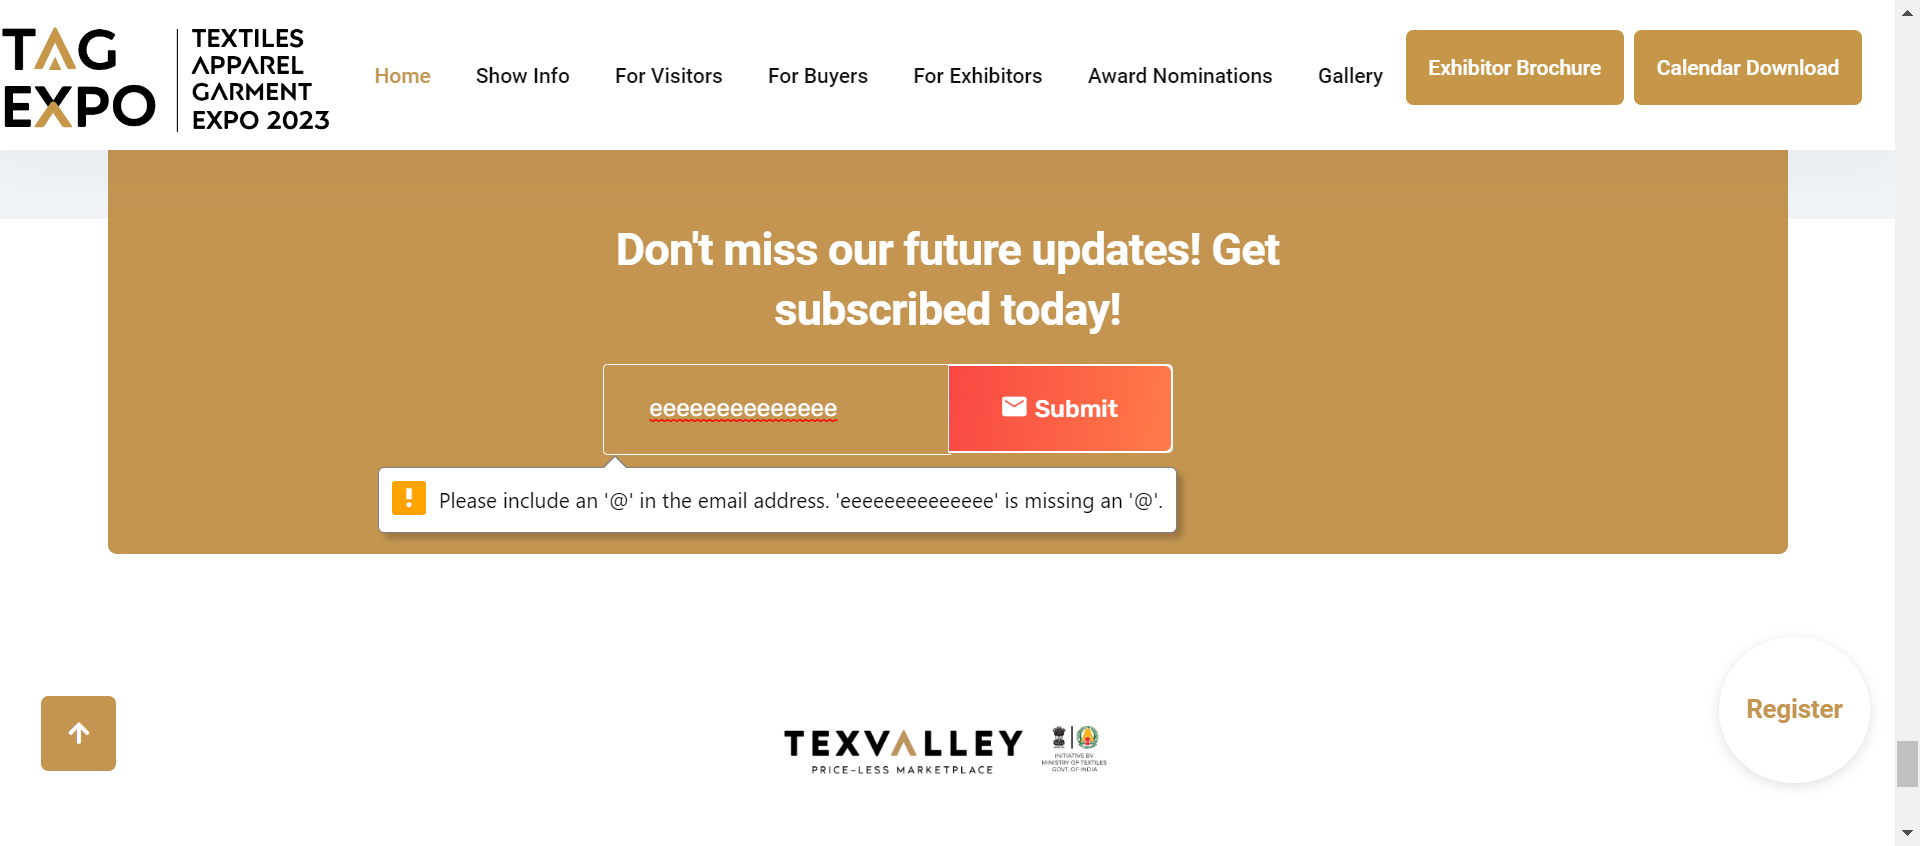 TAG
EXPO
TEXTILES
APPAREL
GARMENT
EXPO 2023
Home
Show Info
For Visitors
For Buyers
For Exhibitors
Award Nominations
Gallery
Exhibitor Brochure
Calendar Download
Don't miss our future updates! Get
subscribed today!
eeeeeeeeeeeeee
Submit
Please include an '@' in the email address. 'eeeeeeeeeeeeee' is missing an '@'.
Register
TEXVALLEY
PRICE-LESS MARKETPLACE
INITIATIVE BY
MINISTRY OF TEXTILES
GOVT. OF INDIA